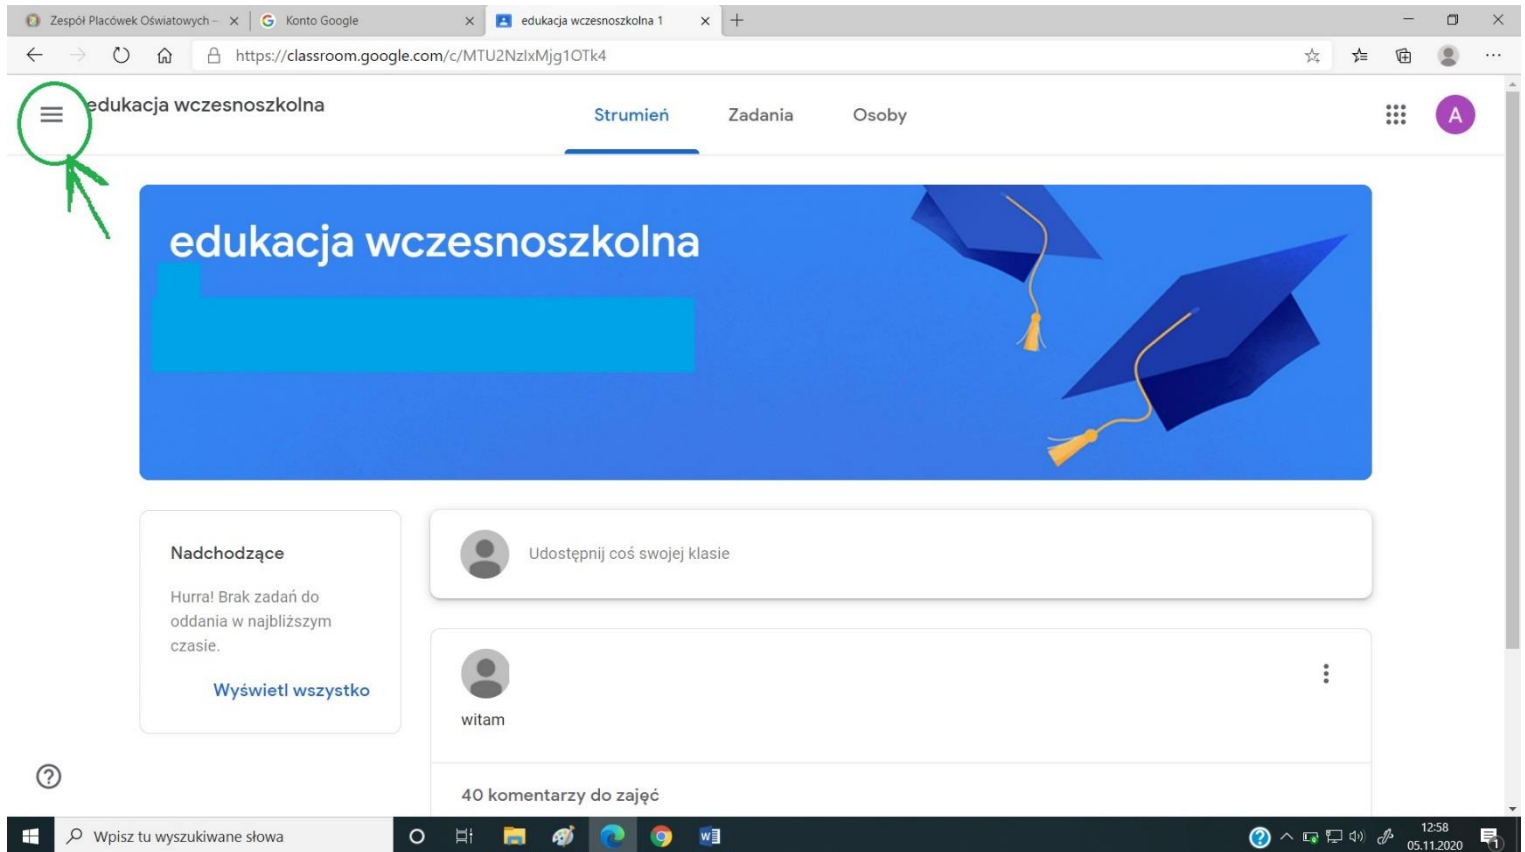 Zespół Placówek Oświatowych –
Konto Google
edukacja wczesnoszkolna 1
https://classroom.google.com/c/MTU2NzIxMjg1OTk4
edukacja wczesnoszkolna
Strumień
Zadania
Osoby
A
edukacja wczesnoszkolna
Nadchodzące
Hurra! Brak zadań do
oddania w najbliższym
czasie.
Wyświetl wszystko
Udostępnij coś swojej klasie
witam
40 komentarzy do zajęć
Wpisz tu wyszukiwane słowa
12:58
05.11.2020
1